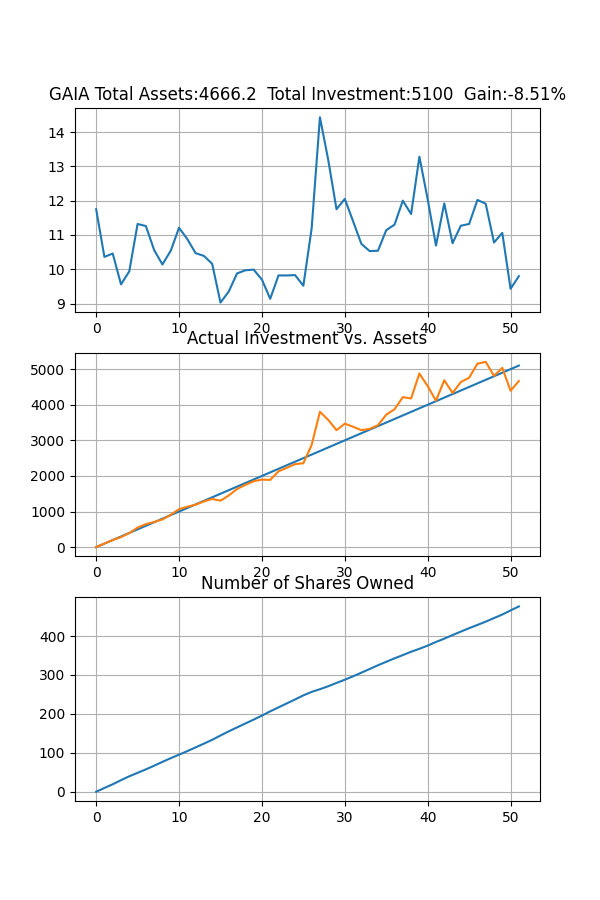 GAIA Total Assets:4666.2  Total Investment:5100  Gain:-8.51%
14
13
12
11
10
9
0 10 20 30 40 50
Actual Investment vs. Assets
5000
4000
3000
2000
1000
0
0 10 20 30 40 50
Number of Shares Owned
400
300
200
100
0
0 10 20 30 40 50